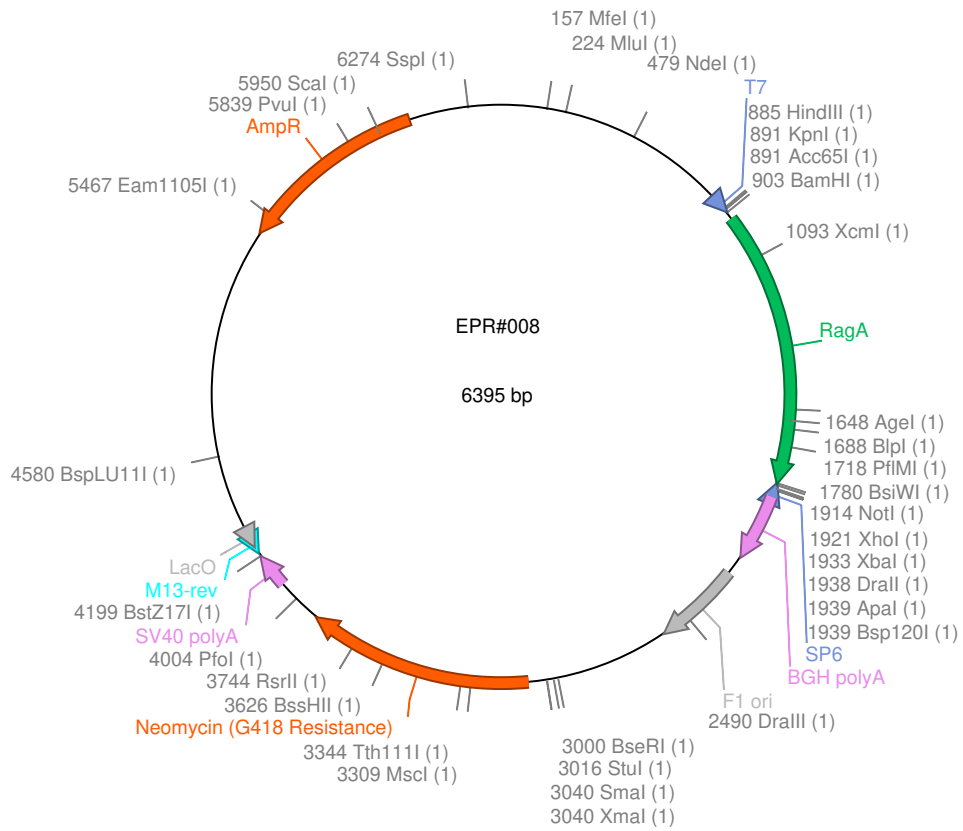 157 MfeI (1)
224 MluI (1)
479 NdeI (1)
T7
885 HindIII (1)
891 KpnI (1)
891 Acc65I (1)
903 BamHI (1)
1093 XcmI (1)
RagA
1648 AgeI (1)
1688 BlpI (1)
1718 PflMI (1)
1780 BsiWI (1)
1914 NotI (1)
1921 XhoI (1)
1933 XbaI (1)
1938 DraII (1)
1939 ApaI (1)
1939 Bsp120I (1)
SP6
BGH polyA
F1 ori
2490 DraIII (1)
3000 BseRI (1)
3016 StuI (1)
3040 SmaI (1)
3040 XmaI (1)
3309 MscI (1)
3344 Tth111I (1)
Neomycin (G418 Resistance)
3626 BssHII (1)
3744 RsrII (1)
4004 PfoI (1)
SV40 polyA
4199 BstZ17I (1)
M13-rev
LacO
4580 BspLU11I (1)
5467 Eam1105I (1)
AmpR
5839 PvuI (1)
5950 ScaI (1)
6274 SspI (1)
EPR#008
6395 bp